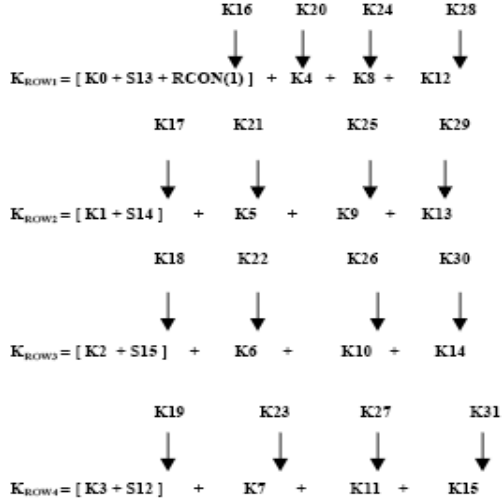 K16 K20 K24 K28
KROW1= [ K0 + S13 + RCON(1) ] + K4 + K8 + K12
K17 K21 K25 K29
KROW2= [ K1 + S14 ] + K5 + K9 + K13
K18 K22 K26 K30
KROW3= [ K2 + S15 ] + K6 + K10 + K14
K19 K23 K27 K31
KROW4= [ K3 + S12 ] + K7 + K11 + K15